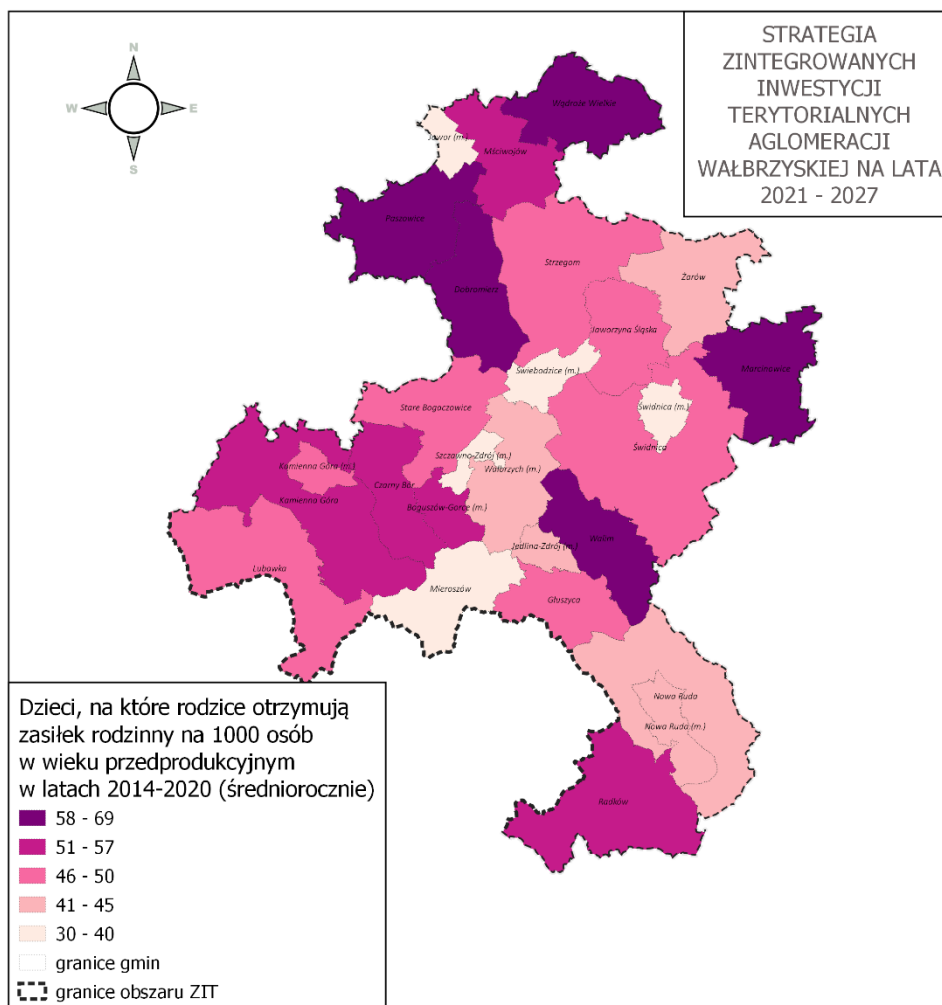 N
W
E
S
STRATEGIA
ZINTEGROWANYCH
INWESTYCJI
TERYTORIALNYCH
AGLOMERACJI
WAŁBRZYSKIEJ NA LATA
2021 - 2027
Wądroże Wielkie
Jawor (m.)
Mściwojów
Paszowice
Dobromierz
Strzegom
Żarów
Jaworzyna Śląska
Marcinowice
Świebodzice (m.)
Świdnica (m.)
Stare Bogaczowice
Świdnica
Szczawno-Zdrój (m.)
Kamienna Góra (m.)
Wałbrzych (m.)
Czarny Bór
Kamienna Góra
Boguszów-Gorce (m.)
Walim
Jedlina-Zdrój (m.)
Lubawka
Mieroszów
Głuszyca
Nowa Ruda
Nowa Ruda (m.)
Radków
Dzieci, na które rodzice otrzymują
zasiłek rodzinny na 1000 osób
w wieku przedprodukcyjnym
w latach 2014-2020 (średniorocznie)
58 - 69
51 - 57
46 - 50
41 - 45
30 - 40
granice gmin
granice obszaru ZIT